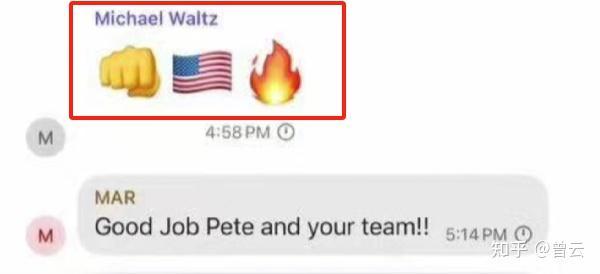 Michael Waltz
👊🇺🇸🔥
M
4:58 PM
MAR
Good Job Pete and your team!!
M
5:14 PM
知乎 @曾云